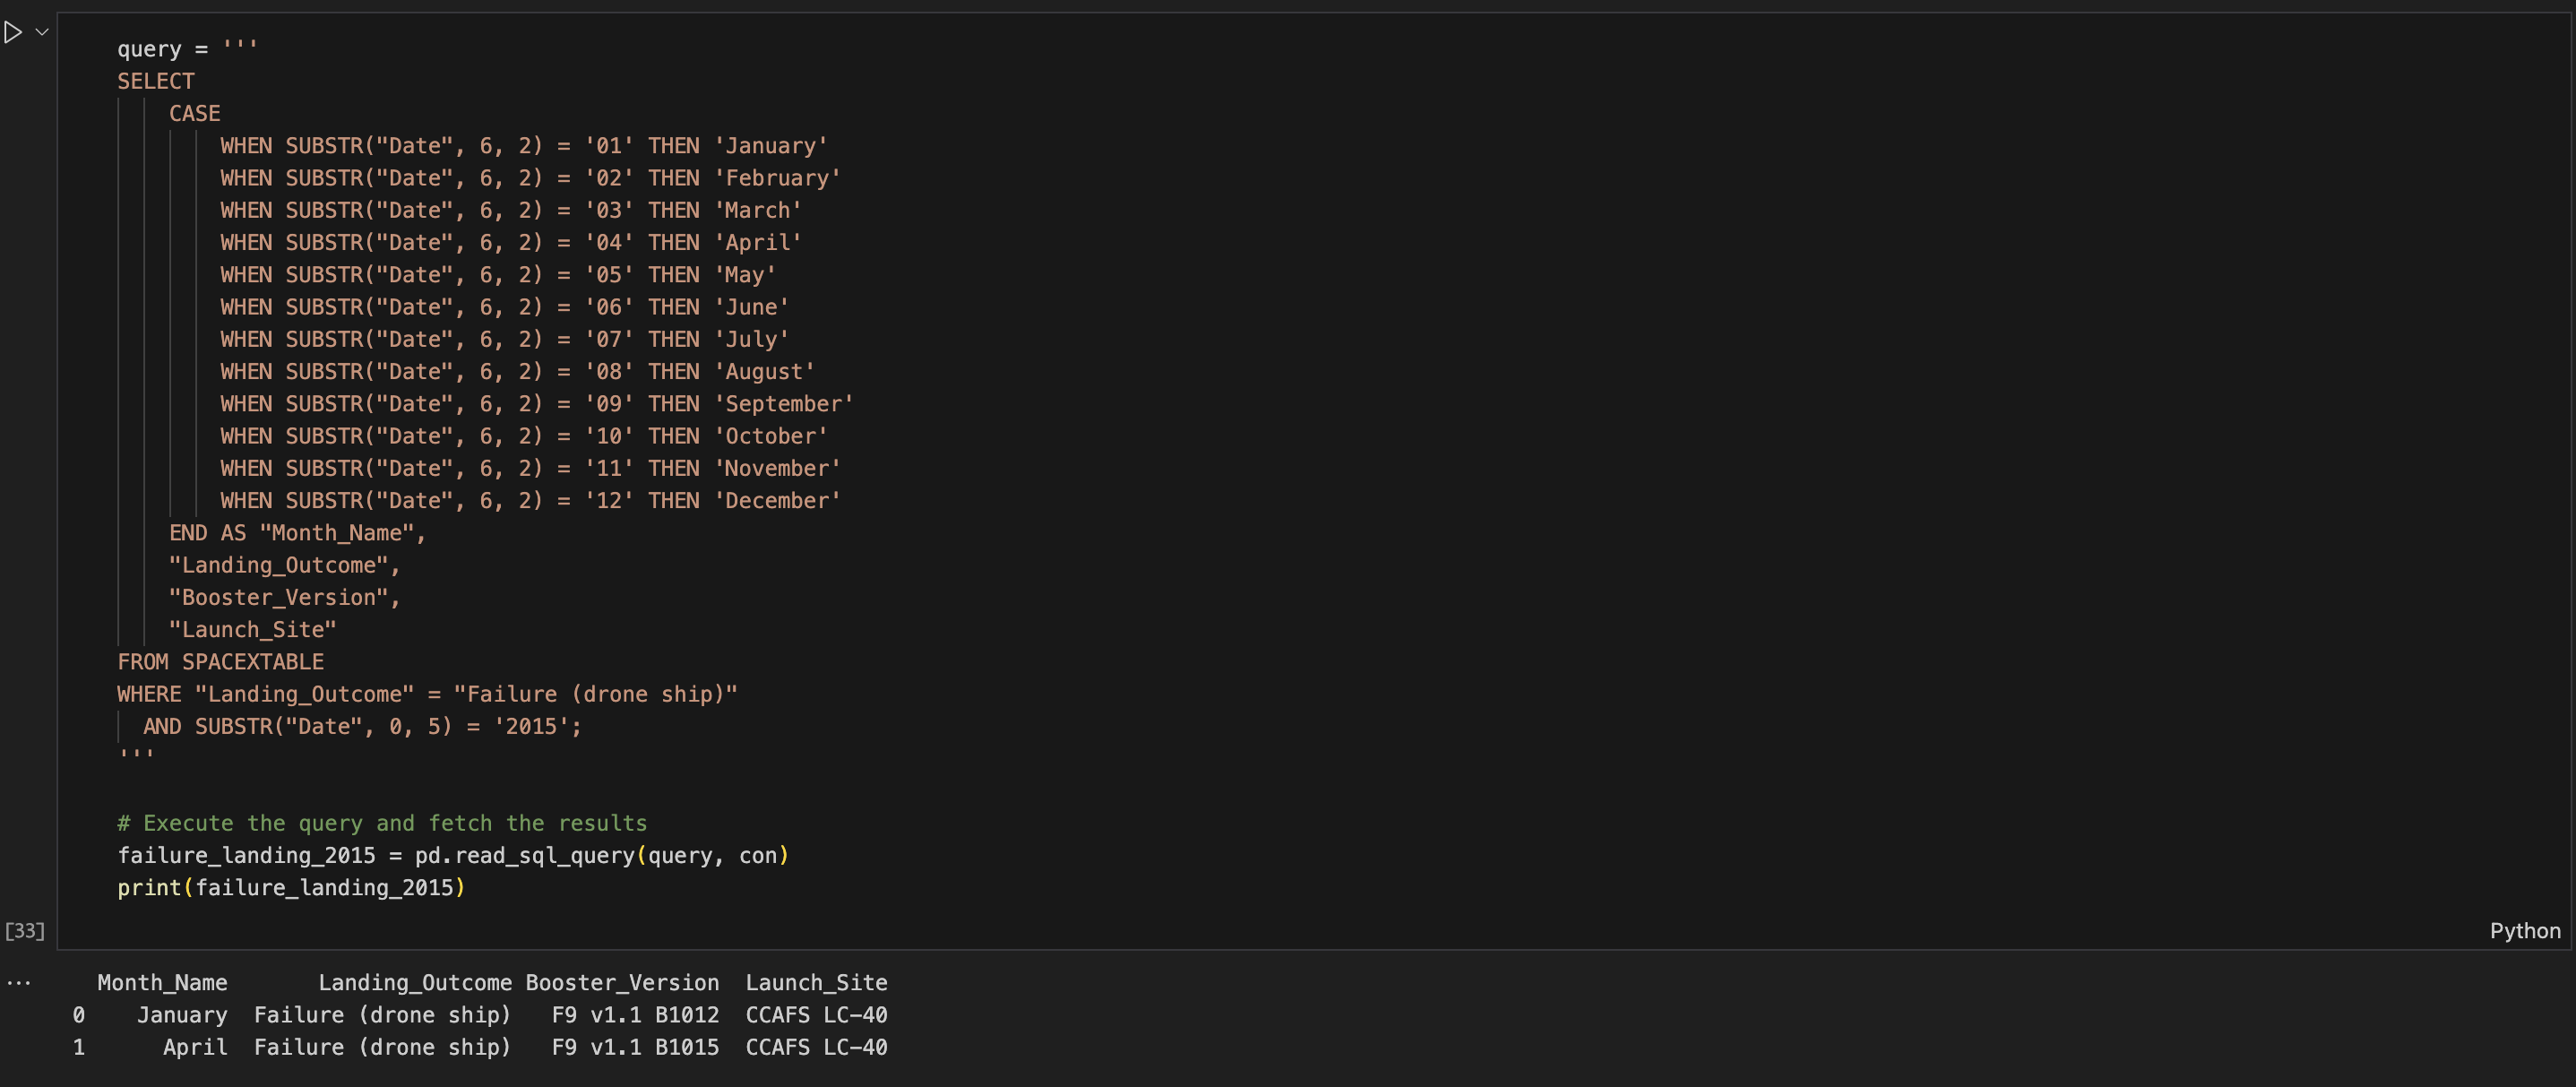 query = '''
SELECT
CASE
WHEN SUBSTR("Date", 6, 2) = '01' THEN 'January'
WHEN SUBSTR("Date", 6, 2) = '02' THEN 'February'
WHEN SUBSTR("Date", 6, 2) = '03' THEN 'March'
WHEN SUBSTR("Date", 6, 2) = '04' THEN 'April'
WHEN SUBSTR("Date", 6, 2) = '05' THEN 'May'
WHEN SUBSTR("Date", 6, 2) = '06' THEN 'June'
WHEN SUBSTR("Date", 6, 2) = '07' THEN 'July'
WHEN SUBSTR("Date", 6, 2) = '08' THEN 'August'
WHEN SUBSTR("Date", 6, 2) = '09' THEN 'September'
WHEN SUBSTR("Date", 6, 2) = '10' THEN 'October'
WHEN SUBSTR("Date", 6, 2) = '11' THEN 'November'
WHEN SUBSTR("Date", 6, 2) = '12' THEN 'December'
END AS "Month_Name",
"Landing_Outcome",
"Booster_Version",
"Launch_Site"
FROM SPACEXTABLE
WHERE "Landing_Outcome" = "Failure (drone ship)"
AND SUBSTR("Date", 0, 5) = '2015';
'''
# Execute the query and fetch the results
failure_landing_2015 = pd.read_sql_query(query, con)
print(failure_landing_2015)
[33]
Python
... Month_Name Landing_Outcome Booster_Version Launch_Site
0 January Failure (drone ship) F9 v1.1 B1012 CCAFS LC-40
1 April Failure (drone ship) F9 v1.1 B1015 CCAFS LC-40